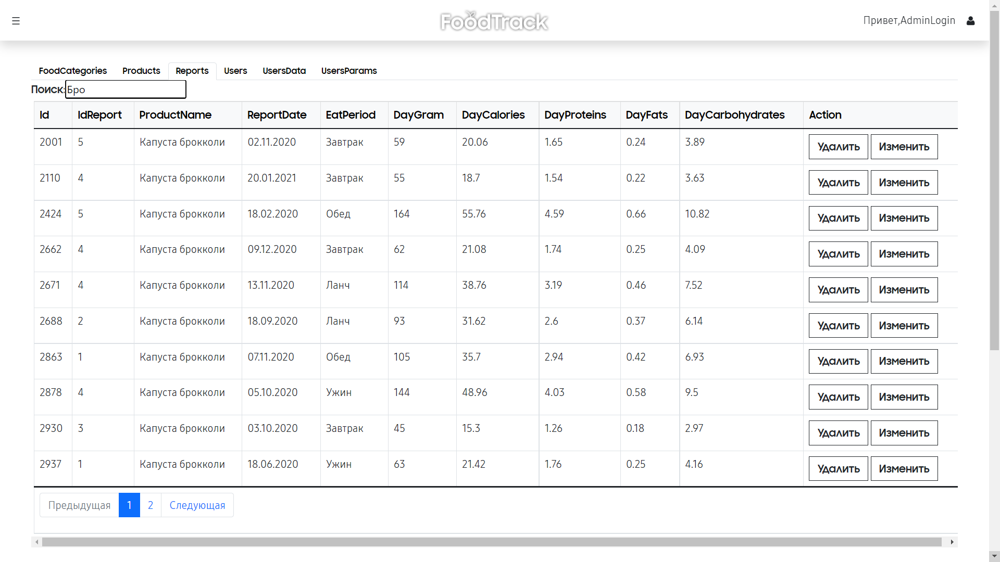 ☰ FoodTrack Привет,AdminLogin
FoodCategories Products Reports Users UsersData UsersParams
Поиск: Бро
Id IdReport ProductName ReportDate EatPeriod DayGram DayCalories DayProteins DayFats DayCarbohydrates Action
2001 5 Капуста брокколи 02.11.2020 Завтрак 59 20.06 1.65 0.24 3.89 Удалить Изменить
2110 4 Капуста брокколи 20.01.2021 Завтрак 55 18.7 1.54 0.22 3.63 Удалить Изменить
2424 5 Капуста брокколи 18.02.2020 Обед 164 55.76 4.59 0.66 10.82 Удалить Изменить
2662 4 Капуста брокколи 09.12.2020 Завтрак 62 21.08 1.74 0.25 4.09 Удалить Изменить
2671 4 Капуста брокколи 13.11.2020 Ланч 114 38.76 3.19 0.46 7.52 Удалить Изменить
2688 2 Капуста брокколи 18.09.2020 Ланч 93 31.62 2.6 0.37 6.14 Удалить Изменить
2863 1 Капуста брокколи 07.11.2020 Обед 105 35.7 2.94 0.42 6.93 Удалить Изменить
2878 4 Капуста брокколи 05.10.2020 Ужин 144 48.96 4.03 0.58 9.5 Удалить Изменить
2930 3 Капуста брокколи 03.10.2020 Завтрак 45 15.3 1.26 0.18 2.97 Удалить Изменить
2937 1 Капуста брокколи 18.06.2020 Ужин 63 21.42 1.76 0.25 4.16 Удалить Изменить
Предыдущая 1 2 Следующая